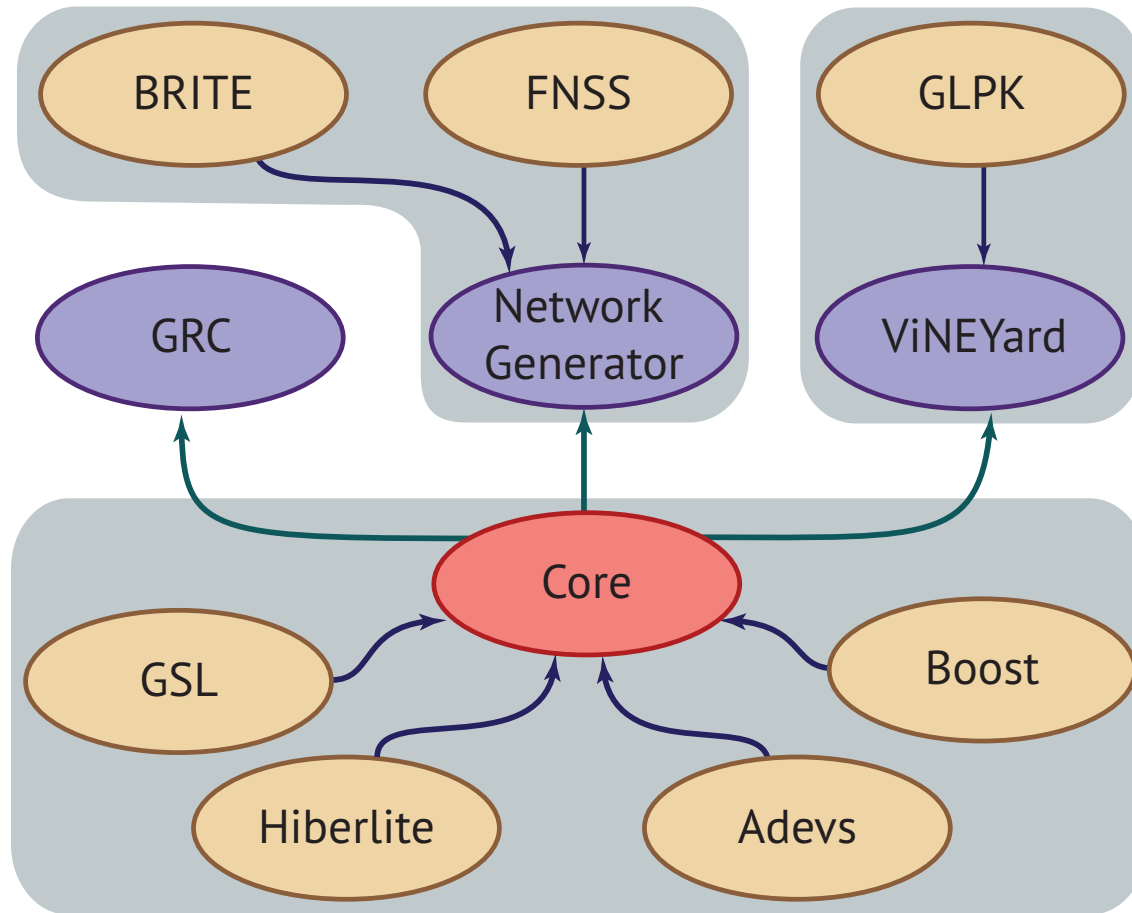 BRITE
FNSS
GLPK
GRC
Network
Generator
ViNEYard
Core
GSL
Boost
Hiberlite
Adevs